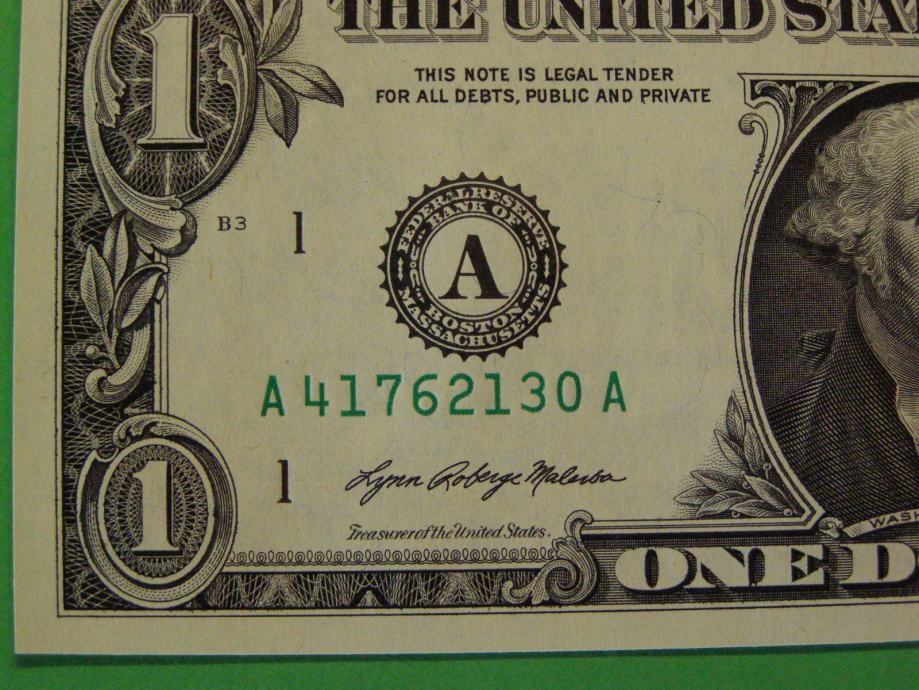 1
THE UNITED STA
THIS NOTE IS LEGAL TENDER
FOR ALL DEBTS, PUBLIC AND PRIVATE
B3
1
FEDERAL RESERVE
BANK OF
A
BOSTON
MASSACHUSETTS
A 41762130 A
1
1
Lynn Roberge Malerba
Treasurer of the United States.
WAS
ONE D